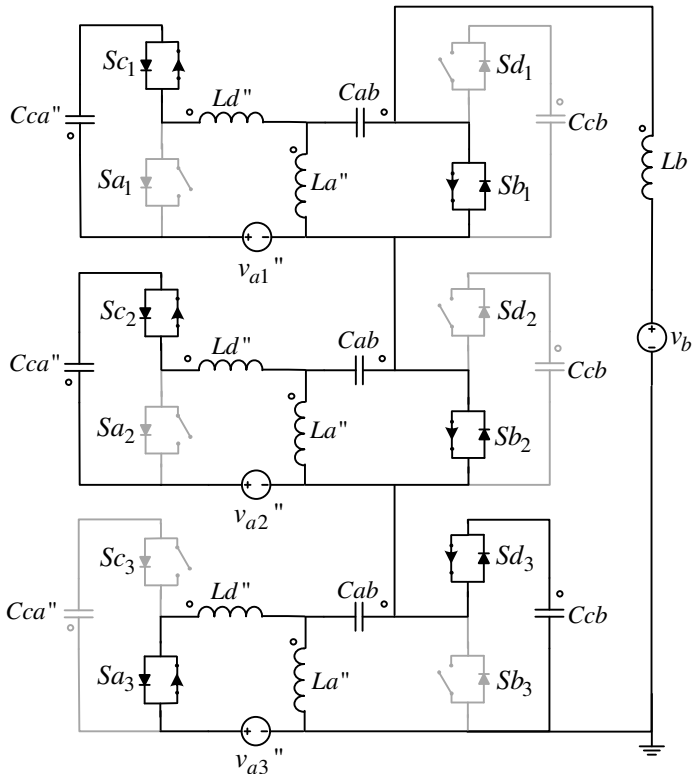 Sc₁ Ld" Cab Sd₁
Cca" Ccb
Sa₁ La" Sb₁ Lb
vₐ₁"
Sc₂ Ld" Cab Sd₂
Cca" Ccb v_b
Sa₂ La" Sb₂
vₐ₂"
Sc₃ Ld" Cab Sd₃
Cca" Ccb
Sa₃ La" Sb₃
vₐ₃"